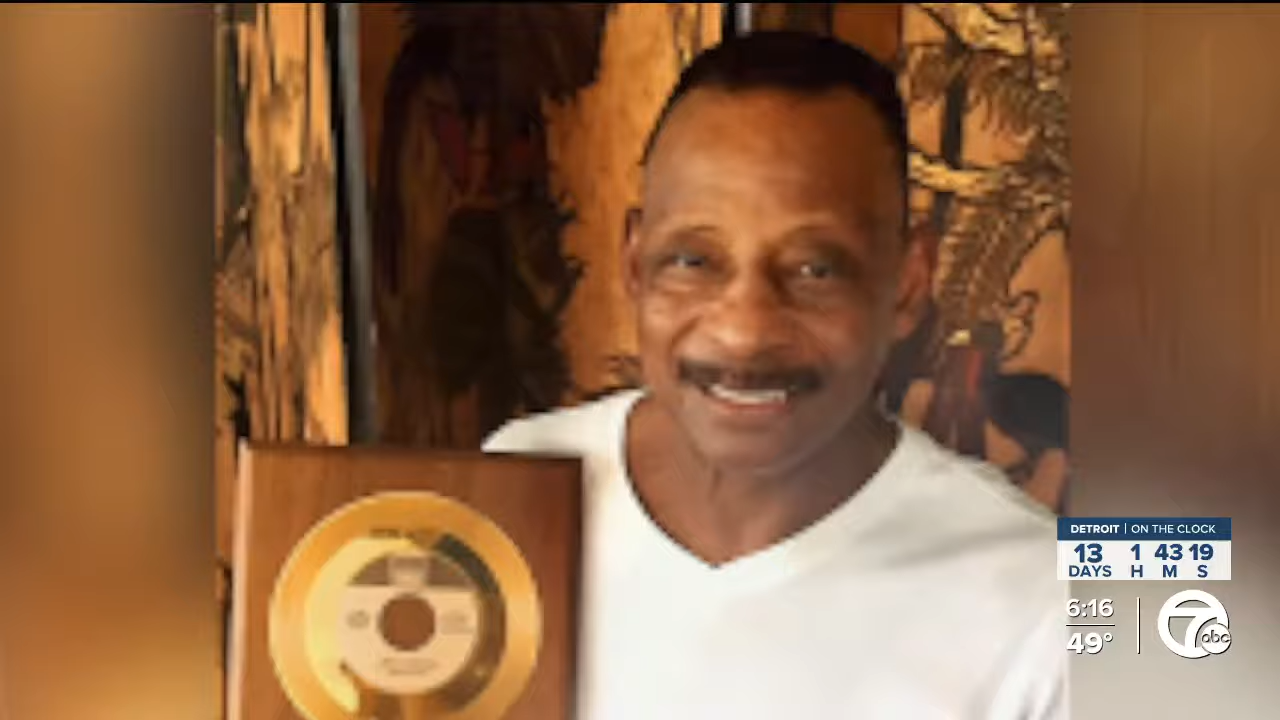 DETROIT | ON THE CLOCK
13 1 43 19
DAYS H M S
6:16
49°
7 abc